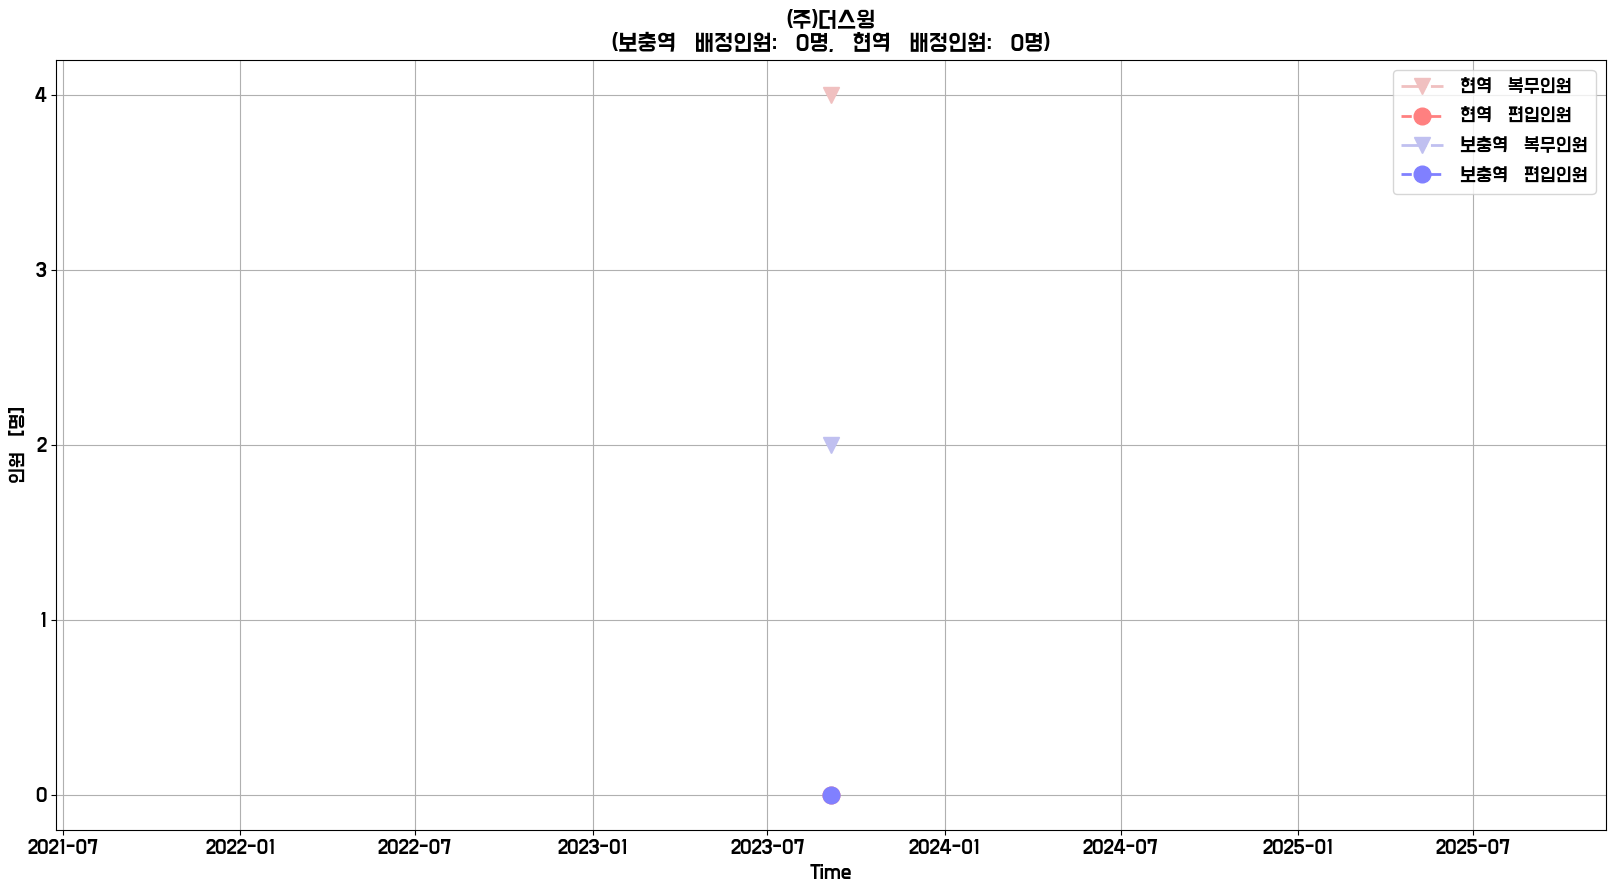 (주)더스윙
(보충역 배정인원: 0명, 현역 배정인원: 0명)
현역 복무인원
현역 편입인원
보충역 복무인원
보충역 편입인원
인원 [명]
4
3
2
1
0
2021-07 2022-01 2022-07 2023-01 2023-07 2024-01 2024-07 2025-01 2025-07
Time